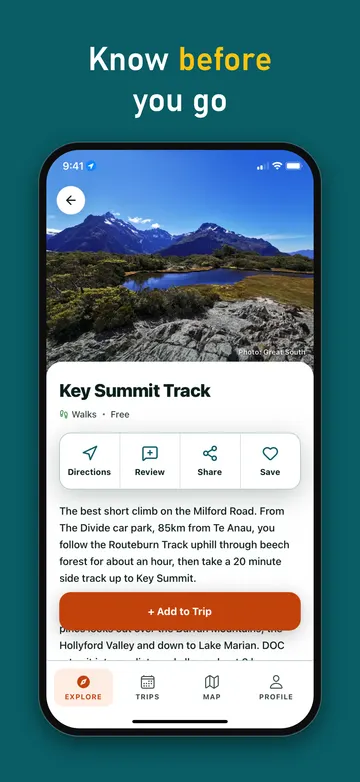 Know before
you go
9:41
Photo: Great South
Key Summit Track
Walks • Free
Directions Review Share Save
The best short climb on the Milford Road. From
The Divide car park, 85km from Te Anau, you
follow the Routeburn Track uphill through beech
forest for about an hour, then take a 20 minute
side track up to Key Summit.
+ Add to Trip
Hollyford Valley and down to Lake Marian. DOC
EXPLORE TRIPS MAP PROFILE